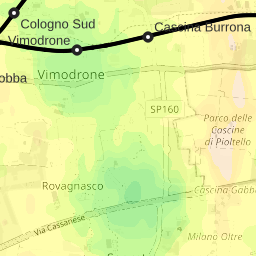 Cologno Sud
Cascina Burrona
Vimodrone
Vimodrone
obba
SP160
Parco delle
Cascine
di Pioltello
Rovagnasco
Cascina Gabba
Via Cassanese
Milano Oltre